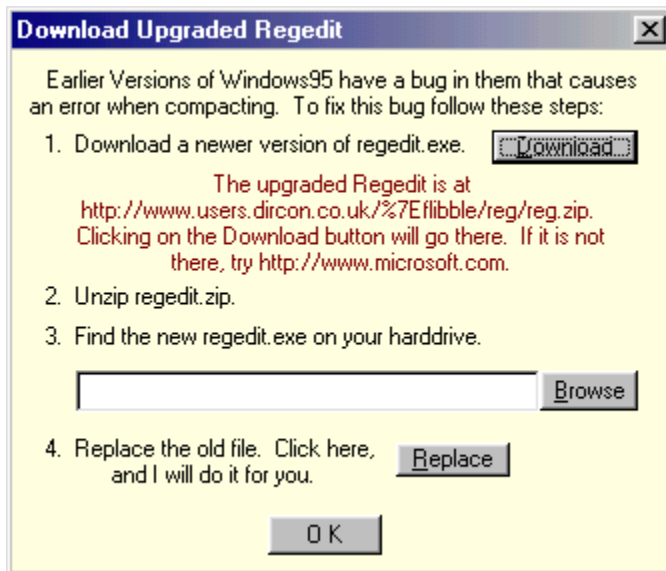 Download Upgraded Regedit
Earlier Versions of Windows95 have a bug in them that causes
an error when compacting. To fix this bug follow these steps:
1. Download a newer version of regedit.exe. Download
The upgraded Regedit is at
http://www.users.dircon.co.uk/%7Eflibble/reg/reg.zip.
Clicking on the Download button will go there. If it is not
there, try http://www.microsoft.com.
2. Unzip regedit.zip.
3. Find the new regedit.exe on your harddrive.
Browse
4. Replace the old file. Click here,
and I will do it for you. Replace
O K